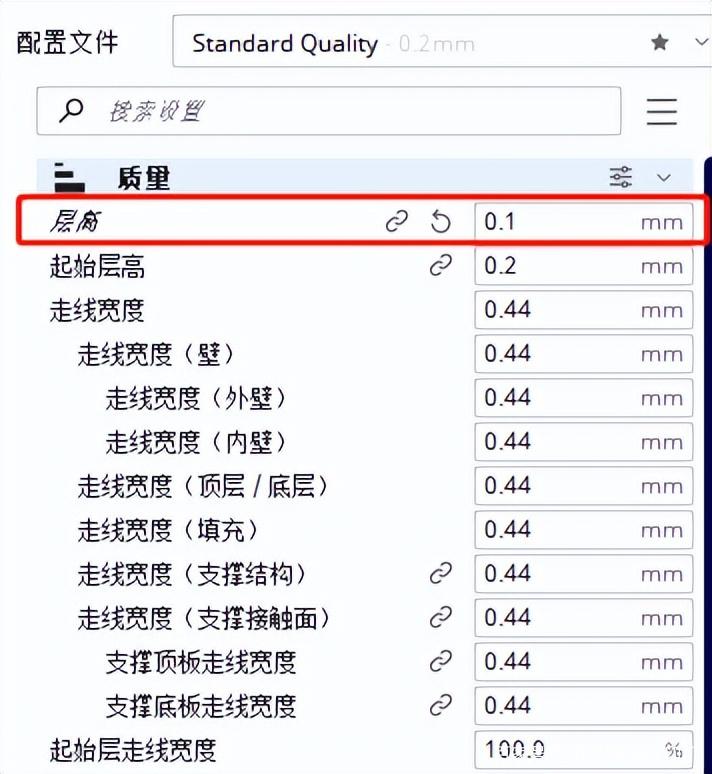 配置文件 Standard Quality - 0.2mm
搜索设置
质量
层高 0.1 mm
起始层高 0.2 mm
走线宽度 0.44 mm
走线宽度（壁） 0.44 mm
走线宽度（外壁） 0.44 mm
走线宽度（内壁） 0.44 mm
走线宽度（顶层 / 底层） 0.44 mm
走线宽度（填充） 0.44 mm
走线宽度（支撑结构） 0.44 mm
走线宽度（支撑接触面） 0.44 mm
支撑顶板走线宽度 0.44 mm
支撑底板走线宽度 0.44 mm
起始层走线宽度 100.0 %